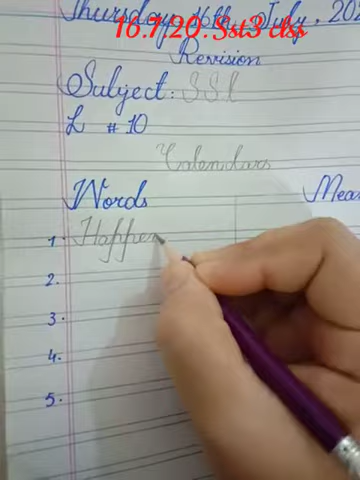 Thursday, 16th July, 202
16.7.20.Sst3 clss
Revision
Subject: S.S.t
L # 10
Calendars
Words Mea
1. Happen
2.
3.
4.
5.